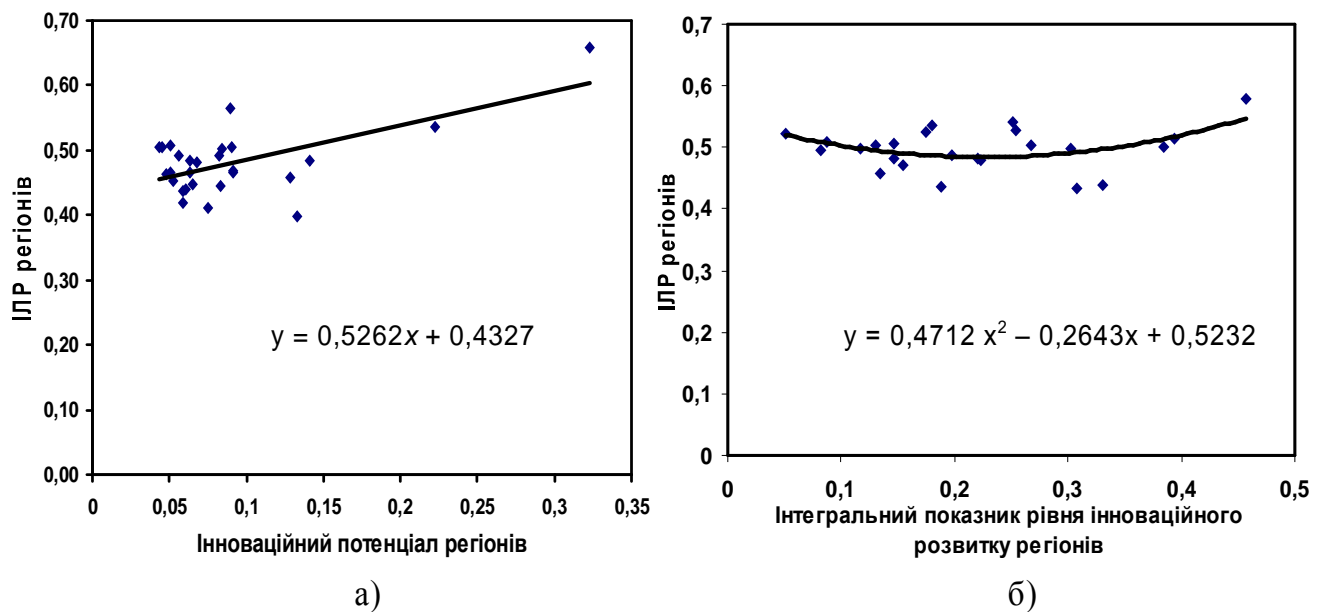 0,70
0,60
0,50
0,40
0,30
0,20
0,10
0,00
ІЛР регіонів
y = 0,5262x + 0,4327
0 0,05 0,1 0,15 0,2 0,25 0,3 0,35
Інноваційний потенціал регіонів
а)
0,7
0,6
0,5
0,4
0,3
0,2
0,1
0
ІЛР регіонів
y = 0,4712 x² – 0,2643x + 0,5232
0 0,1 0,2 0,3 0,4 0,5
Інтегральний показник рівня інноваційного
розвитку регіонів
б)